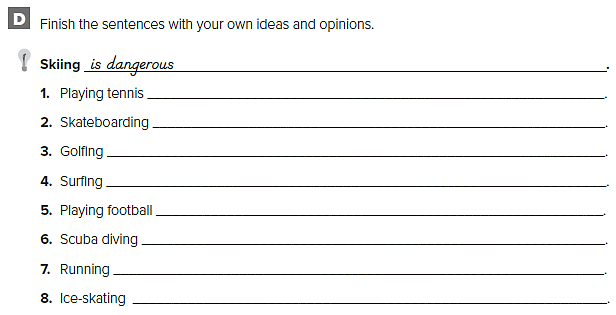 D Finish the sentences with your own ideas and opinions.
Skiing is dangerous.
1. Playing tennis.
2. Skateboarding.
3. Golfing.
4. Surfing.
5. Playing football.
6. Scuba diving.
7. Running.
8. Ice-skating.